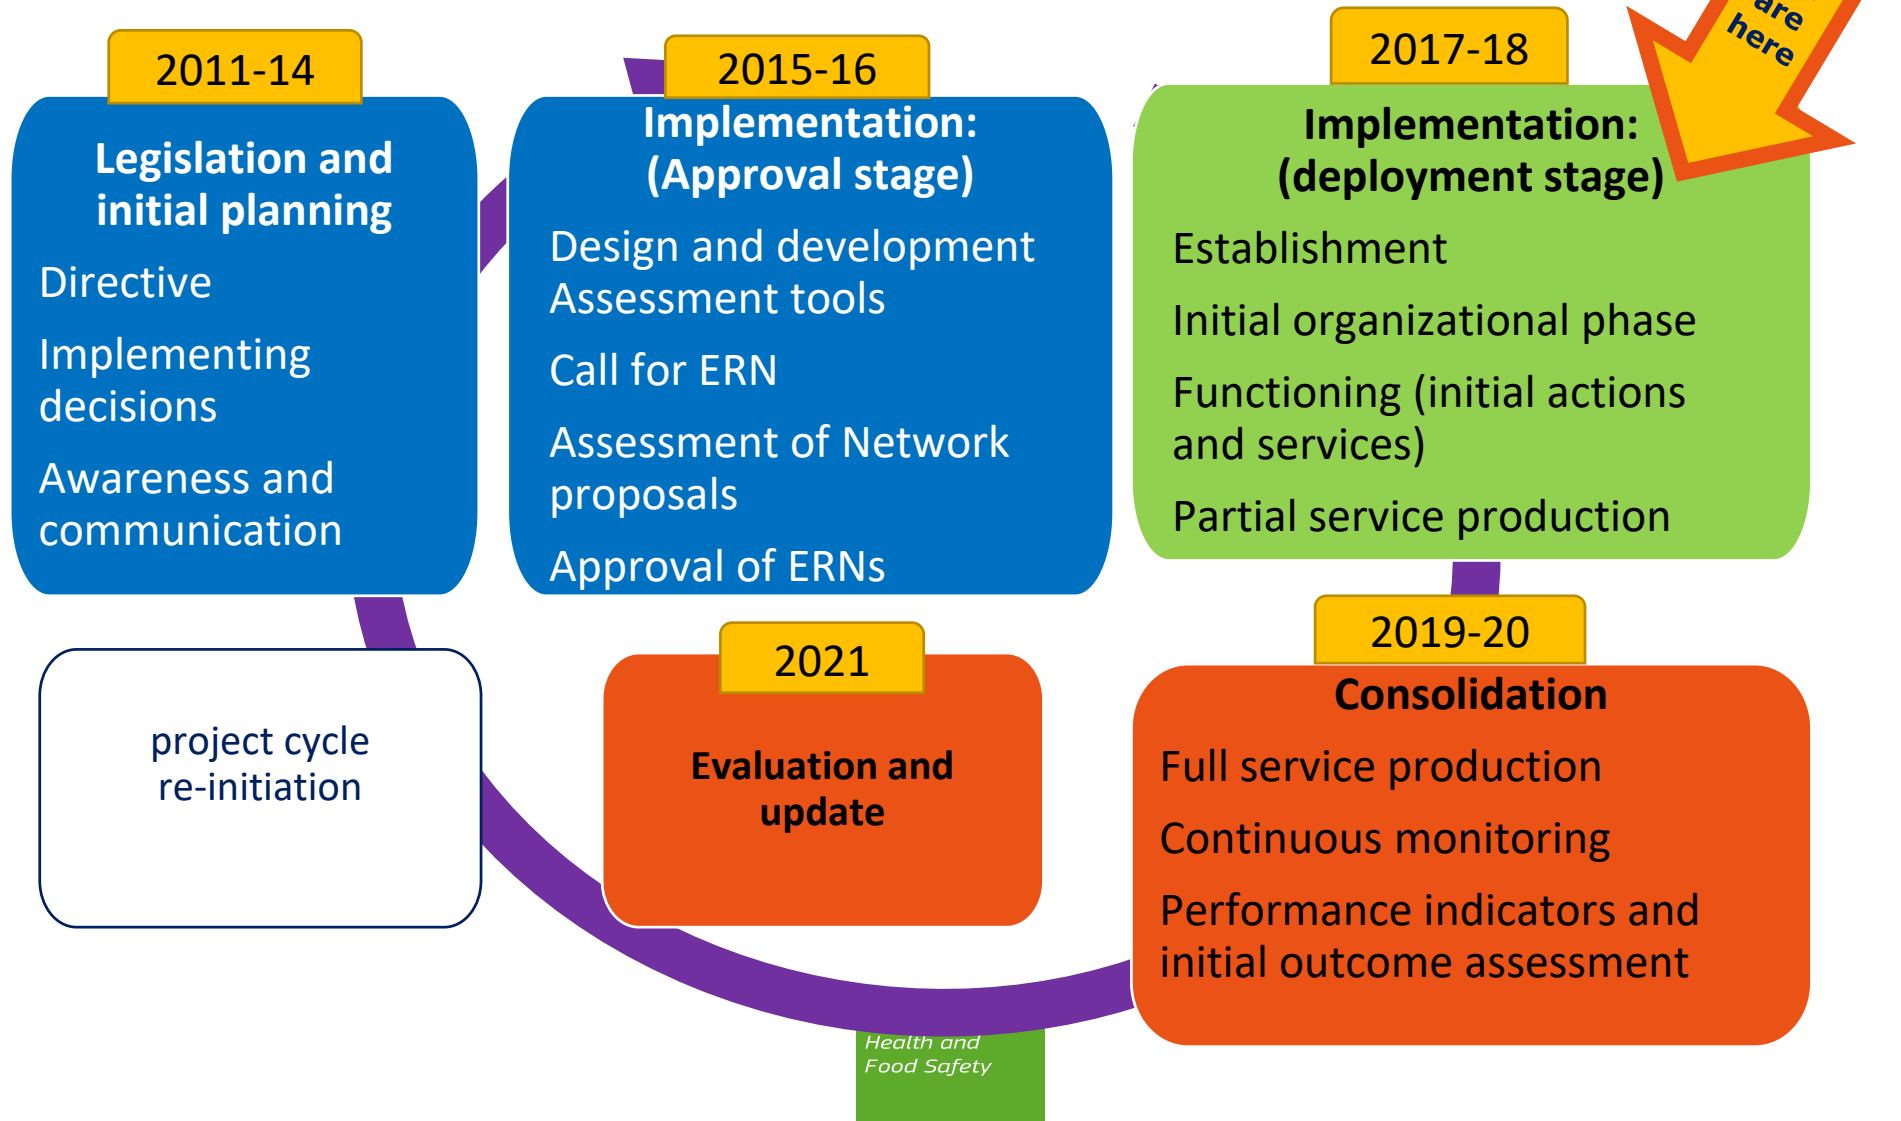 are
here
2011-14
Legislation and
initial planning
Directive
Implementing
decisions
Awareness and
communication
2015-16
Implementation:
(Approval stage)
Design and development
Assessment tools
Call for ERN
Assessment of Network
proposals
Approval of ERNs
2017-18
Implementation:
(deployment stage)
Establishment
Initial organizational phase
Functioning (initial actions
and services)
Partial service production
2019-20
Consolidation
Full service production
Continuous monitoring
Performance indicators and
initial outcome assessment
2021
Evaluation and
update
project cycle
re-initiation
Health and
Food Safety